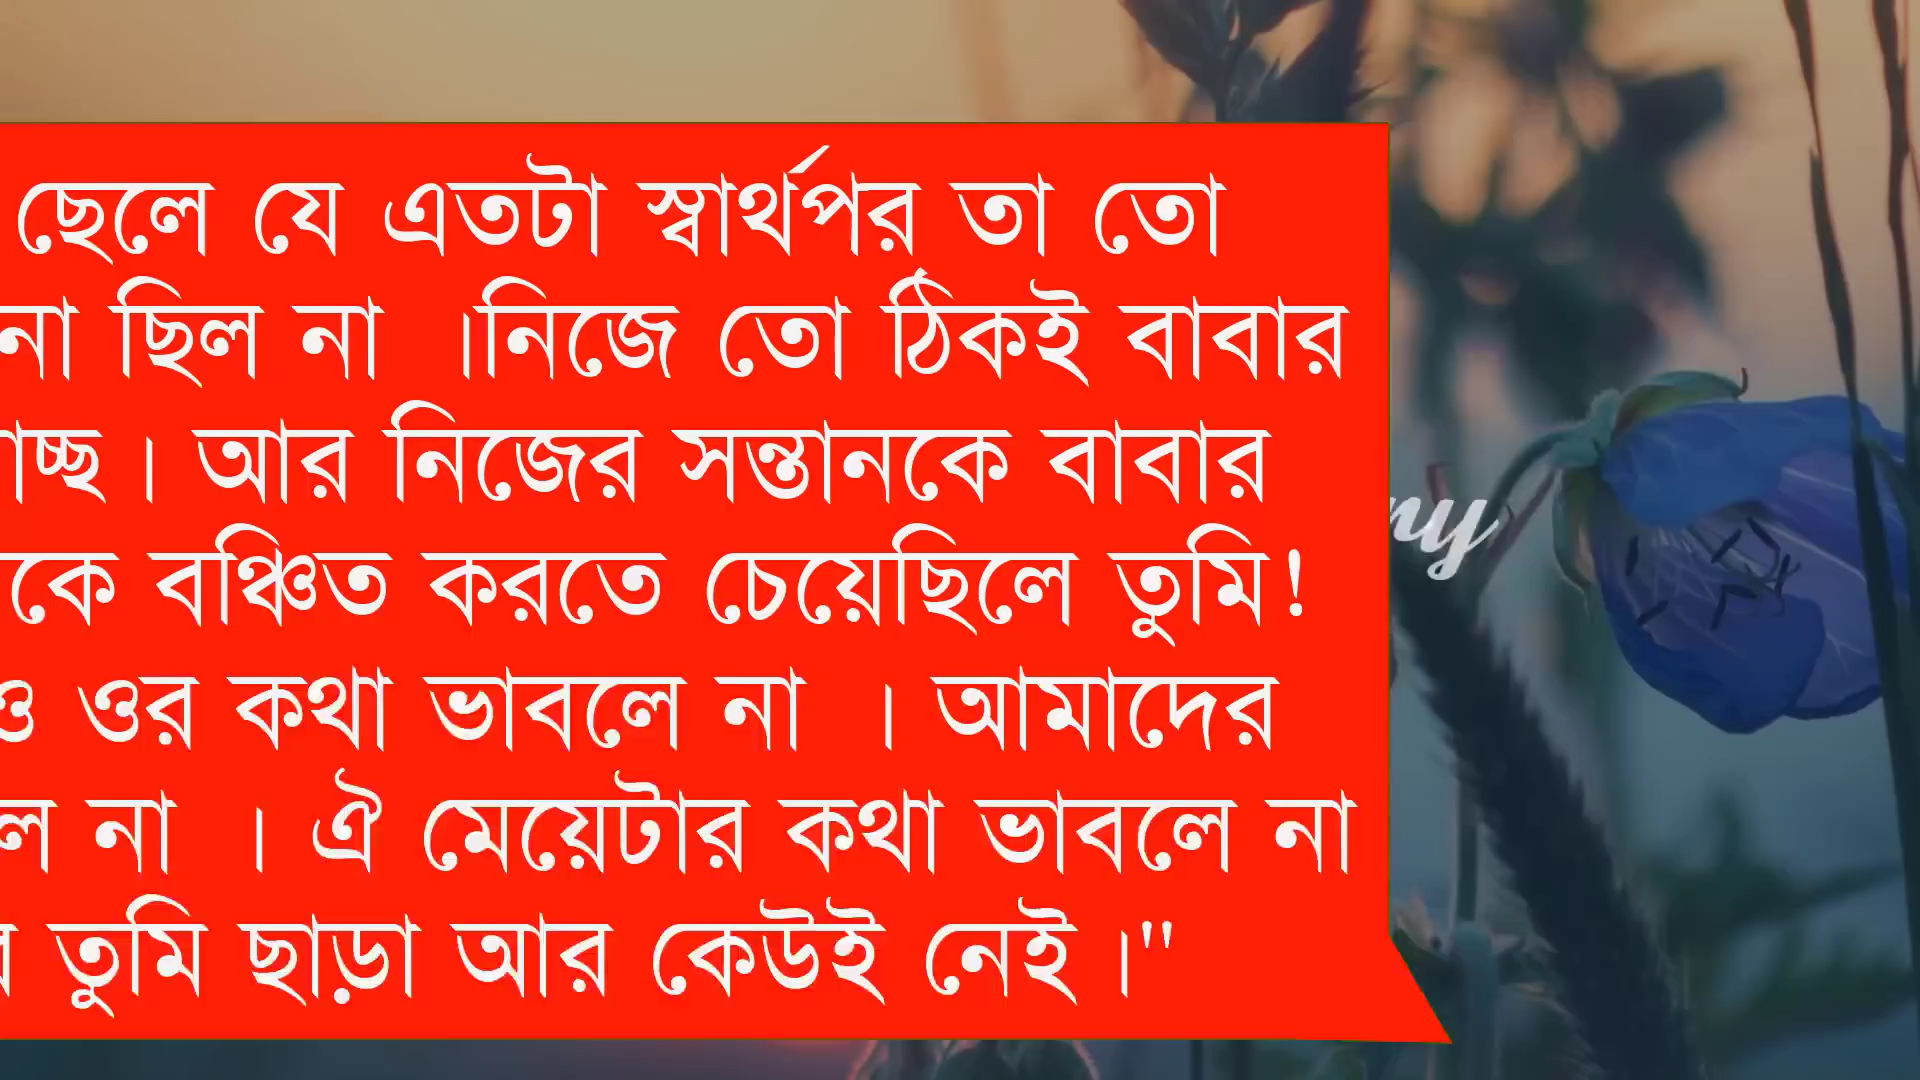 ছেলে যে এতটা স্বার্থপর তা তো
ছিল না ।নিজে তো ঠিকই বাবার
। আর নিজের সন্তানকে বাবার
বঞ্চিত করতে চেয়েছিলে তুমি!
ওর কথা ভাবলে না । আমাদের
না । ঐ মেয়েটার কথা ভাবলে না
তুমি ছাড়া আর কেউই নেই ।"